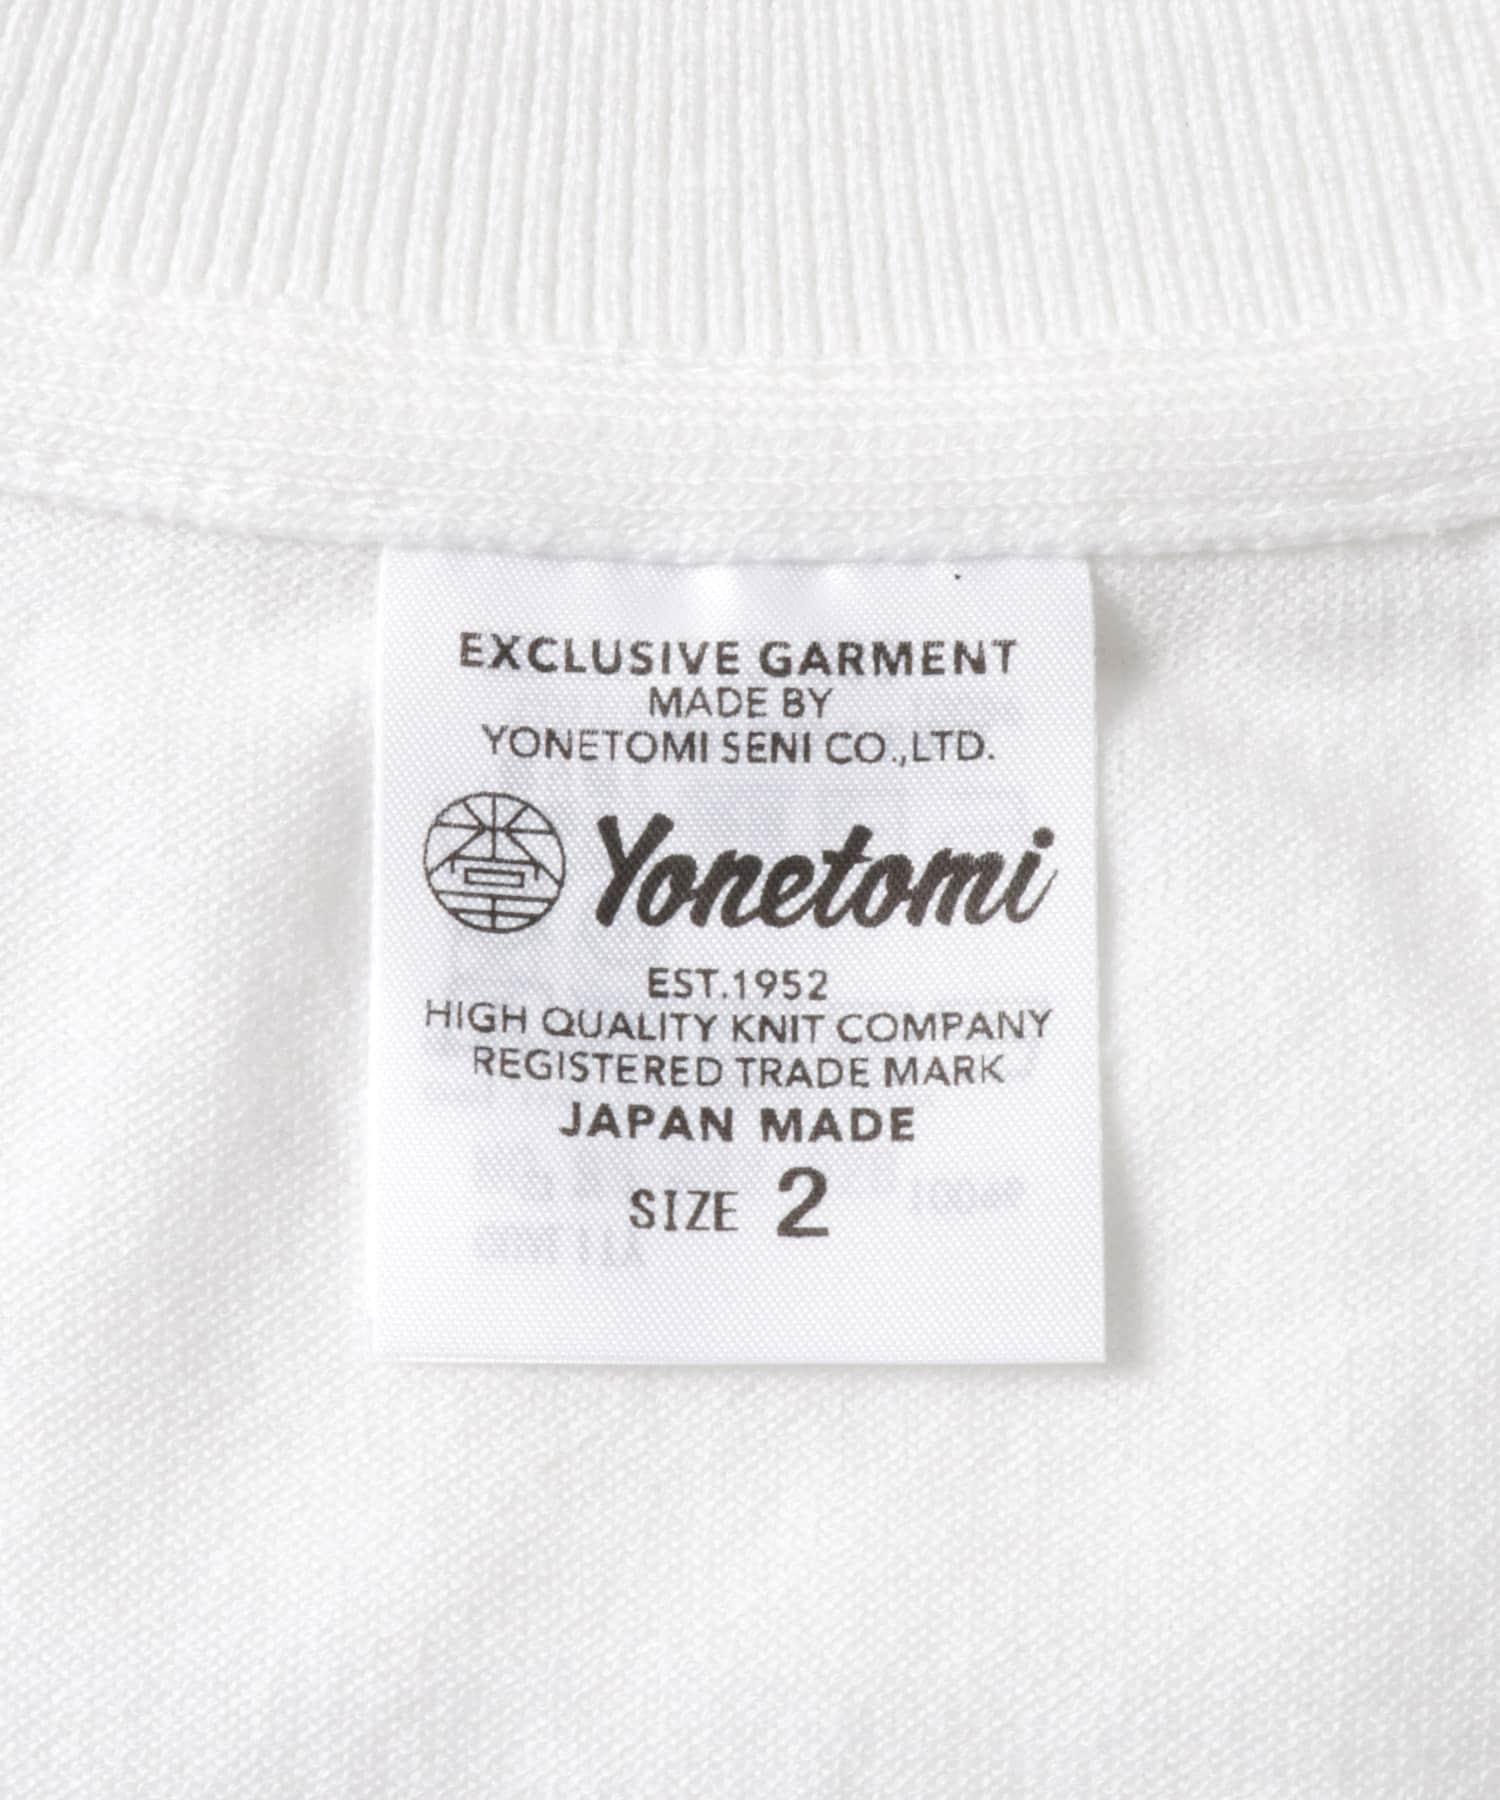 EXCLUSIVE GARMENT
MADE BY
YONETOMI SENI CO.,LTD.
Yonetomi
EST.1952
HIGH QUALITY KNIT COMPANY
REGISTERED TRADE MARK
JAPAN MADE
SIZE 2